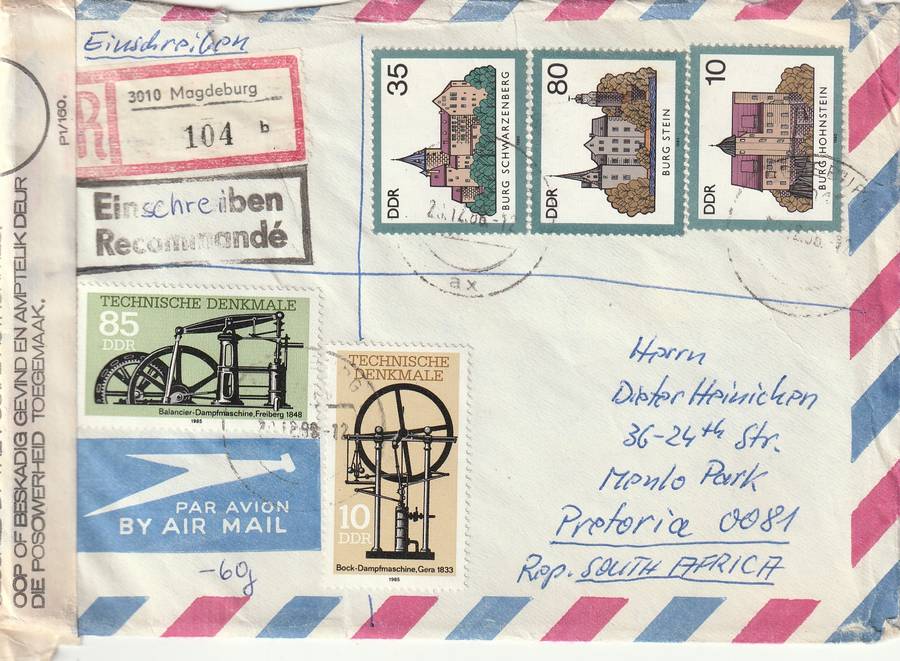 Einschreiben
R
3010 Magdeburg
104 b
Einschreiben
Recommandé
35
DDR
BURG SCHWARZENBERG
80
DDR
BURG STEIN
10
DDR
BURG HOHNSTEIN
ax
TECHNISCHE DENKMALE
85
DDR
Balancier-Dampfmaschine, Freiberg 1848
1985
TECHNISCHE
DENKMALE
10
DDR
Bock-Dampfmaschine, Gera 1833
1985
PAR AVION
BY AIR MAIL
-60g
Herrn
Dieter Heinichen
36-24th Str.
Menlo Park
Pretoria 0081
Rep. SOUTH AFRICA
P1/160.
OOP OF BESKADIG GEVIND EN AMPTELIK DEUR
DIE POSOWERHEID TOEGEMAAK.